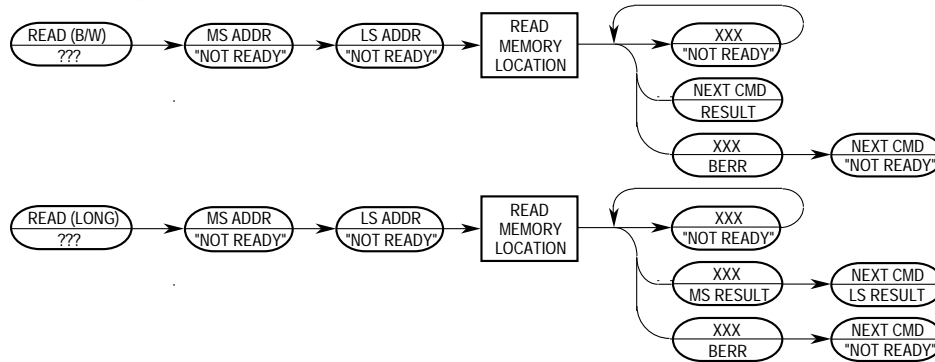 READ (B/W)
???
MS ADDR
"NOT READY"
LS ADDR
"NOT READY"
READ
MEMORY
LOCATION
XXX
"NOT READY"
NEXT CMD
RESULT
XXX
BERR
NEXT CMD
"NOT READY"
READ (LONG)
???
MS ADDR
"NOT READY"
LS ADDR
"NOT READY"
READ
MEMORY
LOCATION
XXX
"NOT READY"
XXX
MS RESULT
NEXT CMD
LS RESULT
XXX
BERR
NEXT CMD
"NOT READY"